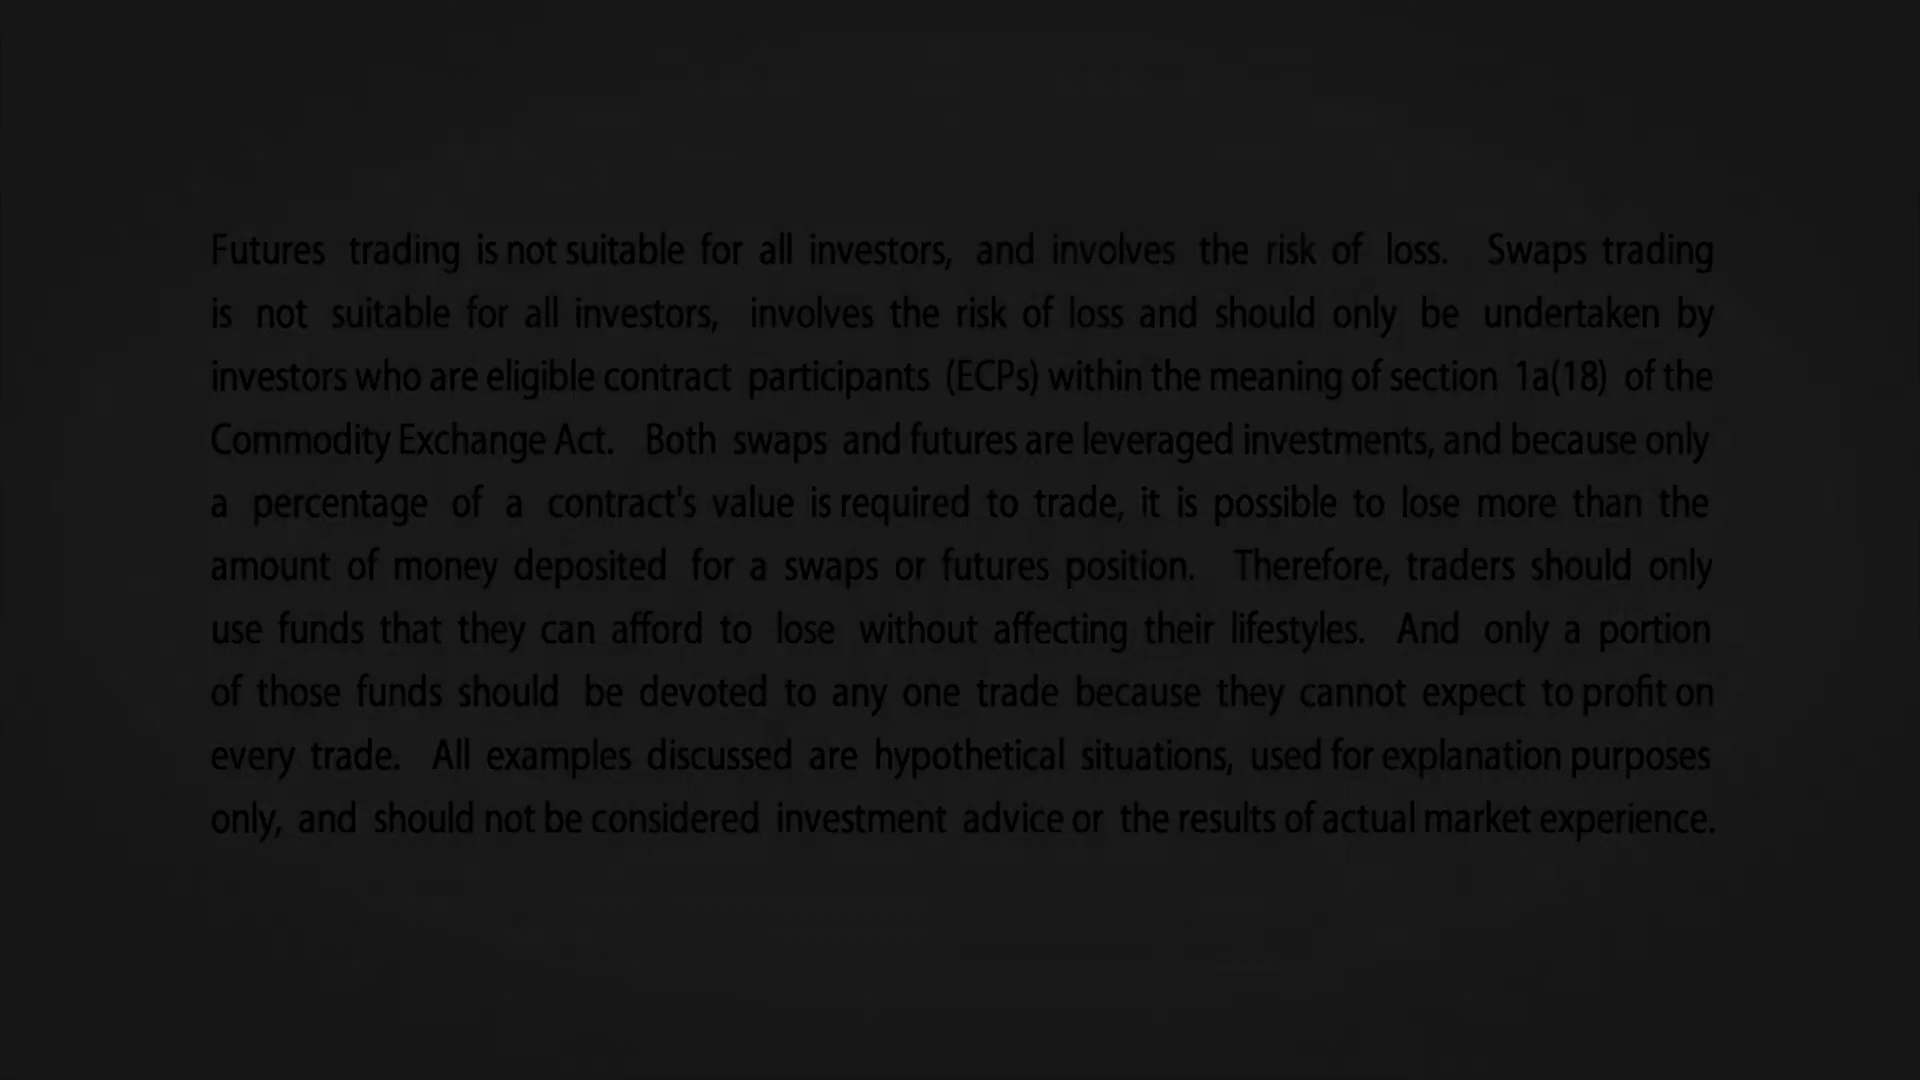 Futures trading is not suitable for all investors, and involves the risk of loss. Swaps trading
is not suitable for all investors, involves the risk of loss and should only be undertaken by
investors who are eligible contract participants (ECPs) within the meaning of section 1a(18) of the
Commodity Exchange Act. Both swaps and futures are leveraged investments, and because only
a percentage of a contract's value is required to trade, it is possible to lose more than the
amount of money deposited for a swaps or futures position. Therefore, traders should only
use funds that they can afford to lose without affecting their lifestyles. And only a portion
of those funds should be devoted to any one trade because they cannot expect to profit on
every trade. All examples discussed are hypothetical situations, used for explanation purposes
only, and should not be considered investment advice or the results of actual market experience.